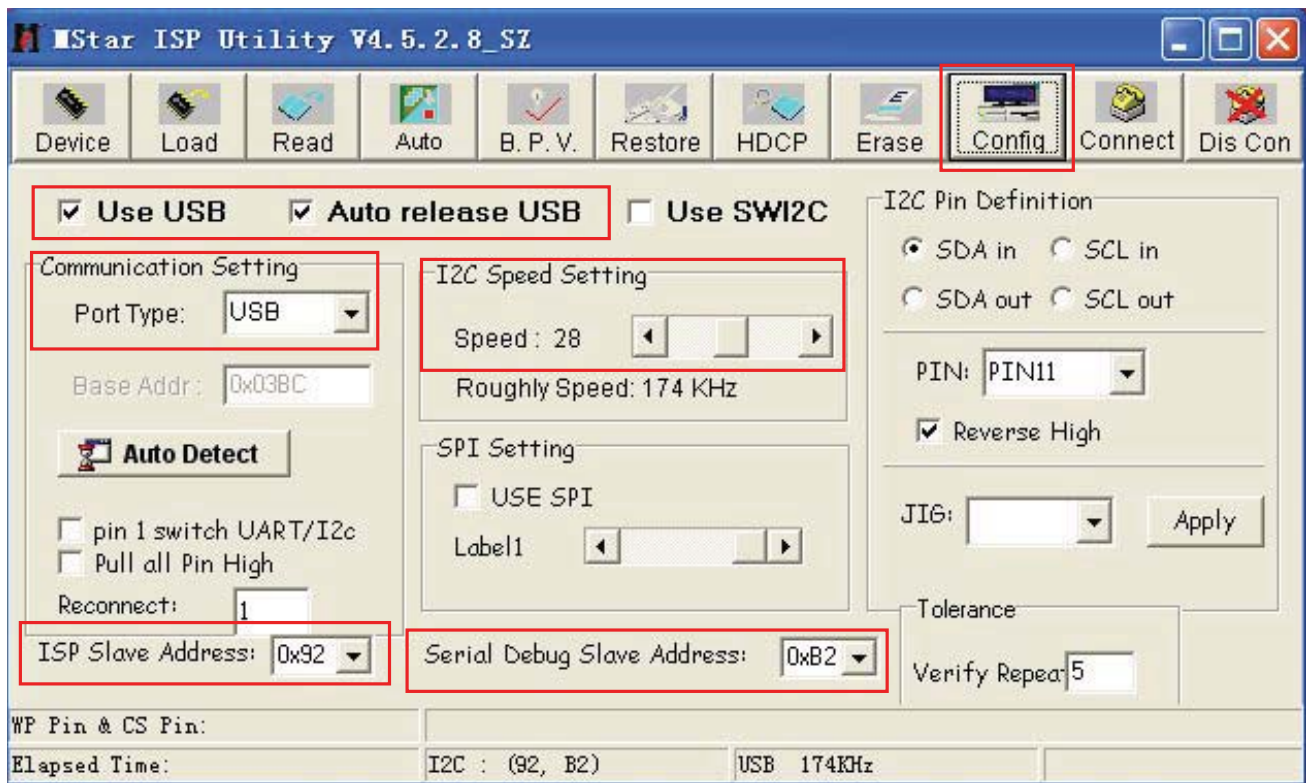 MStar ISP Utility V4.5.2.8_SZ
Device Load Read Auto B.P.V. Restore HDCP Erase Config Connect Dis Con
Use USB Auto release USB Use SWI2C
Communication Setting
Port Type: USB
Base Addr: 0x03BC
Auto Detect
pin 1 switch UART/I2c
Pull all Pin High
Reconnect: 1
ISP Slave Address: 0x92
I2C Speed Setting
Speed : 28
Roughly Speed: 174 KHz
SPI Setting
USE SPI
Label1
Serial Debug Slave Address: 0xB2
I2C Pin Definition
SDA in SCL in
SDA out SCL out
PIN: PIN11
Reverse High
JIG: Apply
Tolerance
Verify Repeat 5
WP Pin & CS Pin:
Elapsed Time: I2C : (92, B2) USB 174KHz